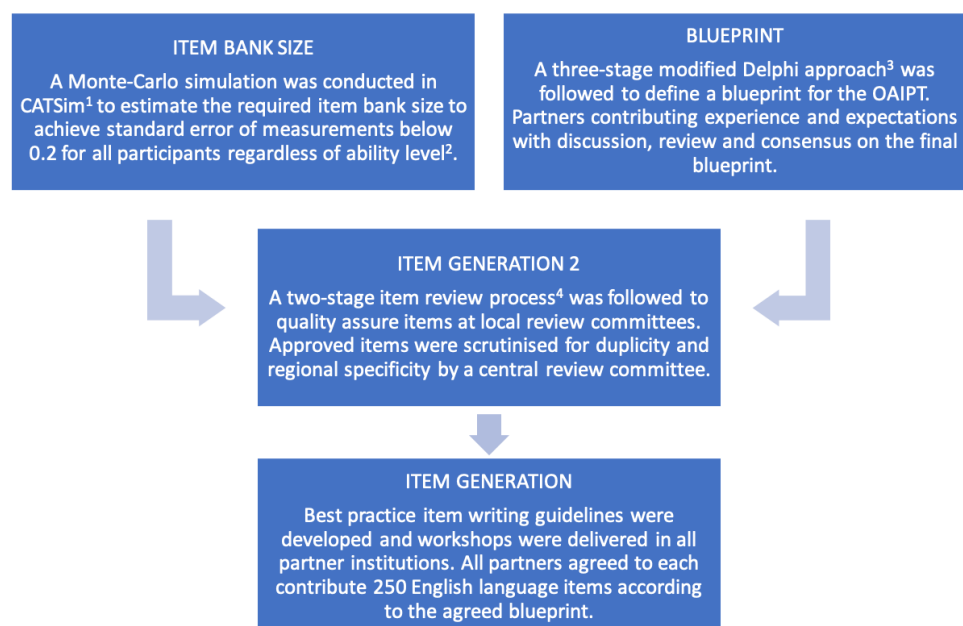 ITEM BANK SIZE
A Monte-Carlo simulation was conducted in
CATSim¹ to estimate the required item bank size to
achieve standard error of measurements below
0.2 for all participants regardless of ability level².
BLUEPRINT
A three-stage modified Delphi approach³ was
followed to define a blueprint for the OAIPT.
Partners contributing experience and expectations
with discussion, review and consensus on the final
blueprint.
ITEM GENERATION 2
A two-stage item review process⁴ was followed to
quality assure items at local review committees.
Approved items were scrutinised for duplicity and
regional specificity by a central review committee.
ITEM GENERATION
Best practice item writing guidelines were
developed and workshops were delivered in all
partner institutions. All partners agreed to each
contribute 250 English language items according
to the agreed blueprint.